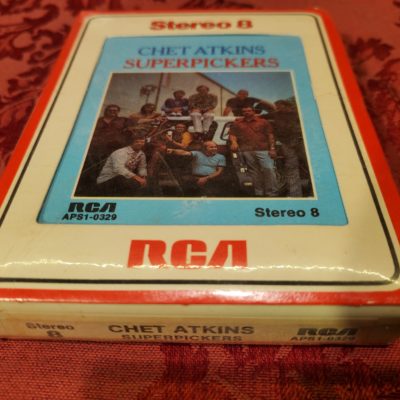 Stereo 8
CHET ATKINS
SUPERPICKERS
RCA
APS1-0329
Stereo 8
RCA
Stereo
8
CHET ATKINS
SUPERPICKERS
RCA
APS1-0329